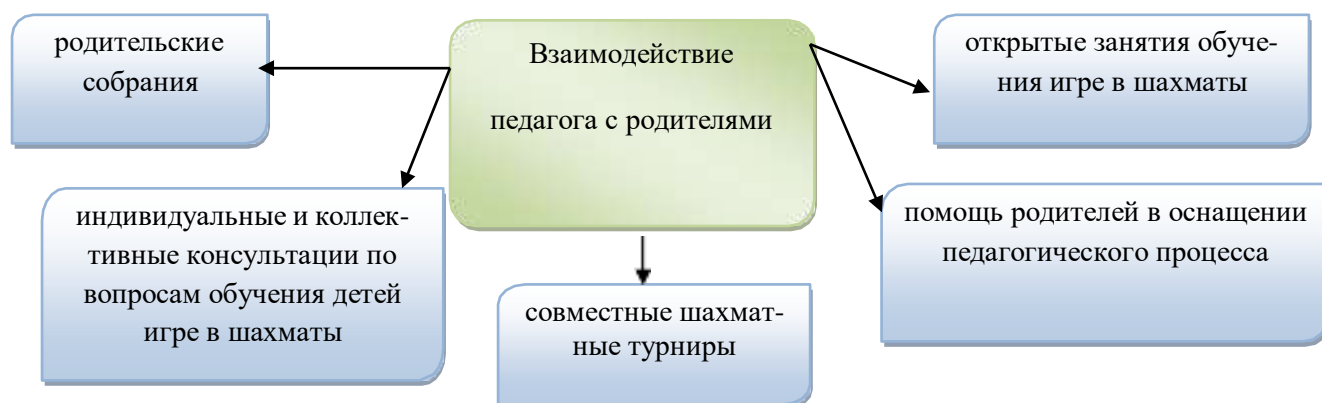 родительские
собрания
Взаимодействие
педагога с родителями
открытые занятия обуче-
ния игре в шахматы
индивидуальные и коллек-
тивные консультации по
вопросам обучения детей
игре в шахматы
совместные шахмат-
ные турниры
помощь родителей в оснащении
педагогического процесса